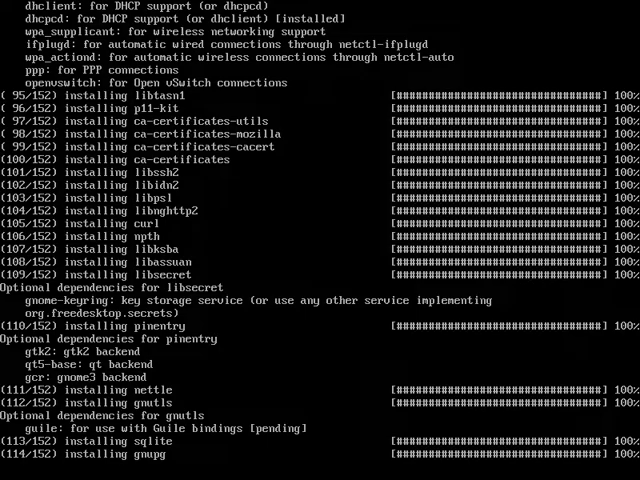 dhclient: for DHCP support (or dhcpcd)
dhcpcd: for DHCP support (or dhclient) [installed]
wpa_supplicant: for wireless networking support
ifplugd: for automatic wired connections through netctl-ifplugd
wpa_actiond: for automatic wireless connections through netctl-auto
ppp: for PPP connections
openvswitch: for Open vSwitch connections
( 95/152) installing libtasn1 [################################] 100%
( 96/152) installing p11-kit [################################] 100%
( 97/152) installing ca-certificates-utils [################################] 100%
( 98/152) installing ca-certificates-mozilla [################################] 100%
( 99/152) installing ca-certificates-cacert [################################] 100%
(100/152) installing ca-certificates [################################] 100%
(101/152) installing libssh2 [################################] 100%
(102/152) installing libidn2 [################################] 100%
(103/152) installing libpsl [################################] 100%
(104/152) installing libnghttp2 [################################] 100%
(105/152) installing curl [################################] 100%
(106/152) installing npth [################################] 100%
(107/152) installing libksba [################################] 100%
(108/152) installing libassuan [################################] 100%
(109/152) installing libsecret [################################] 100%
Optional dependencies for libsecret
gnome-keyring: key storage service (or use any other service implementing
org.freedesktop.secrets)
(110/152) installing pinentry [################################] 100%
Optional dependencies for pinentry
gtk2: gtk2 backend
qt5-base: qt backend
gcr: gnome3 backend
(111/152) installing nettle [################################] 100%
(112/152) installing gnutls [################################] 100%
Optional dependencies for gnutls
guile: for use with Guile bindings [pending]
(113/152) installing sqlite [################################] 100%
(114/152) installing gnupg [################################] 100%